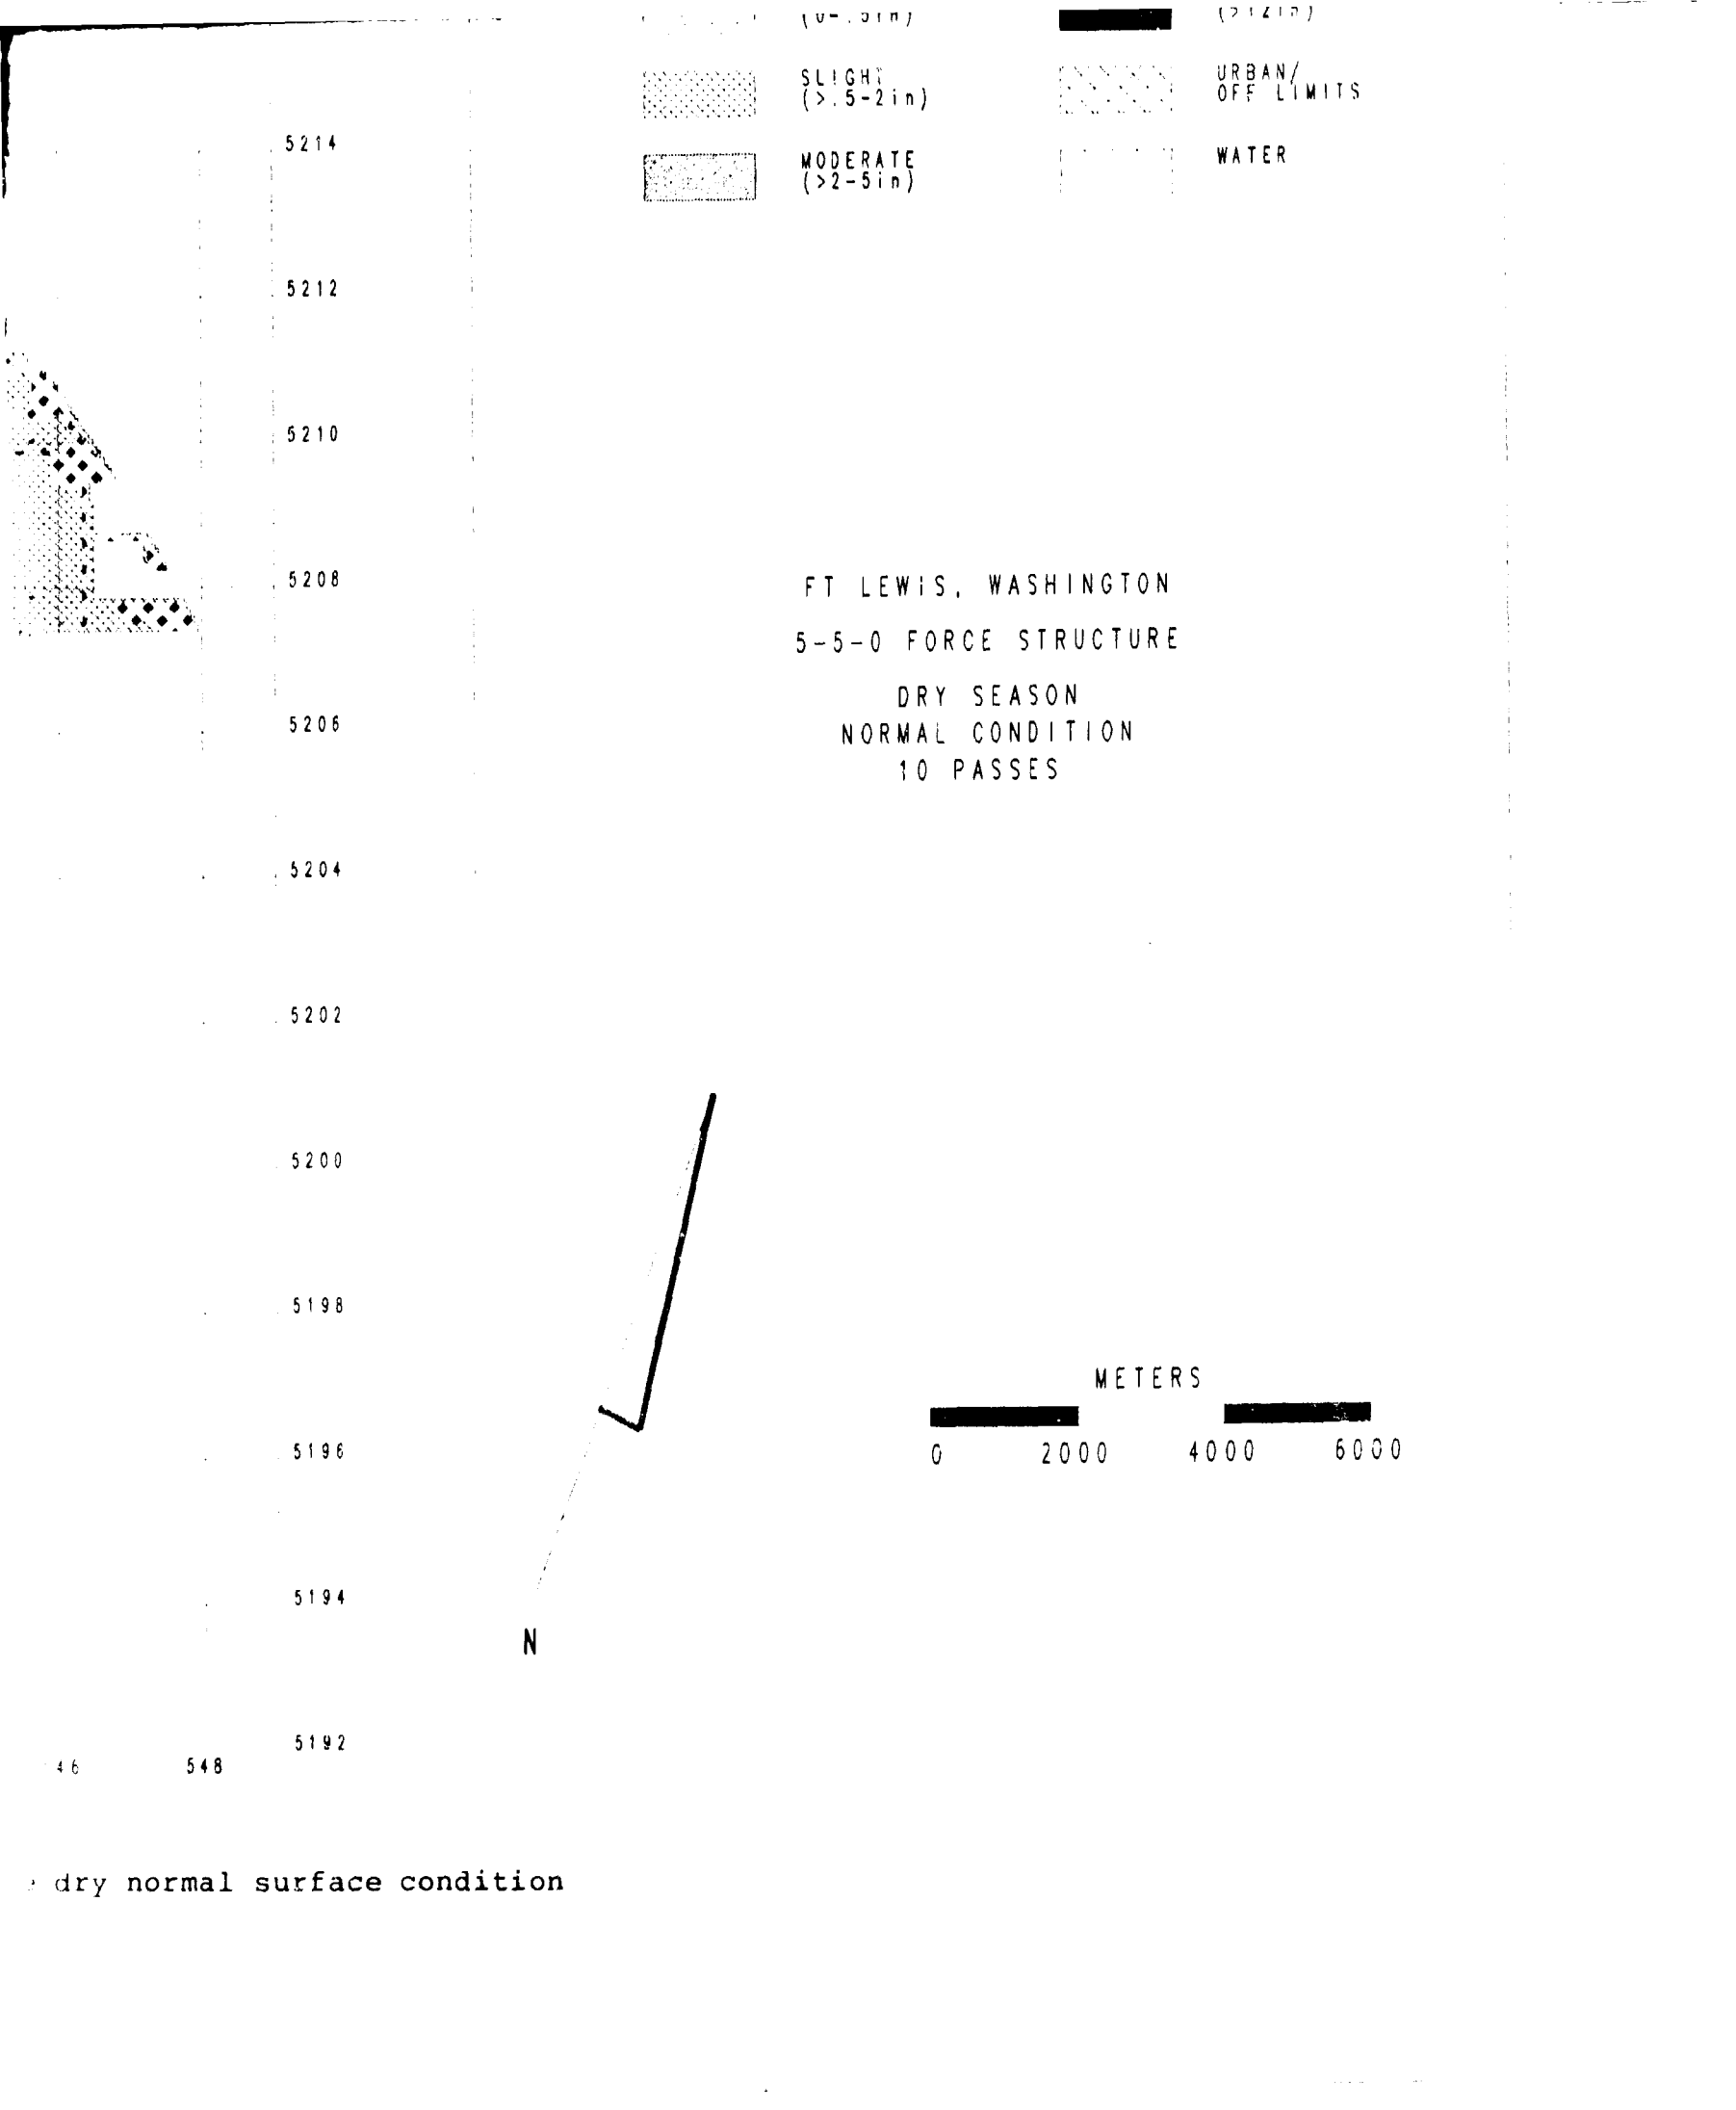 SLIGHT
(>.5-2in)
URBAN/
OFF LIMITS
MODERATE
(>2-5in)
WATER
5214
5212
5210
5208
5206
5204
5202
5200
5198
5196
5194
5192
FT LEWIS, WASHINGTON
5-5-0 FORCE STRUCTURE
DRY SEASON
NORMAL CONDITION
10 PASSES
METERS
0 2000 4000 6000
N
46 548
dry normal surface condition